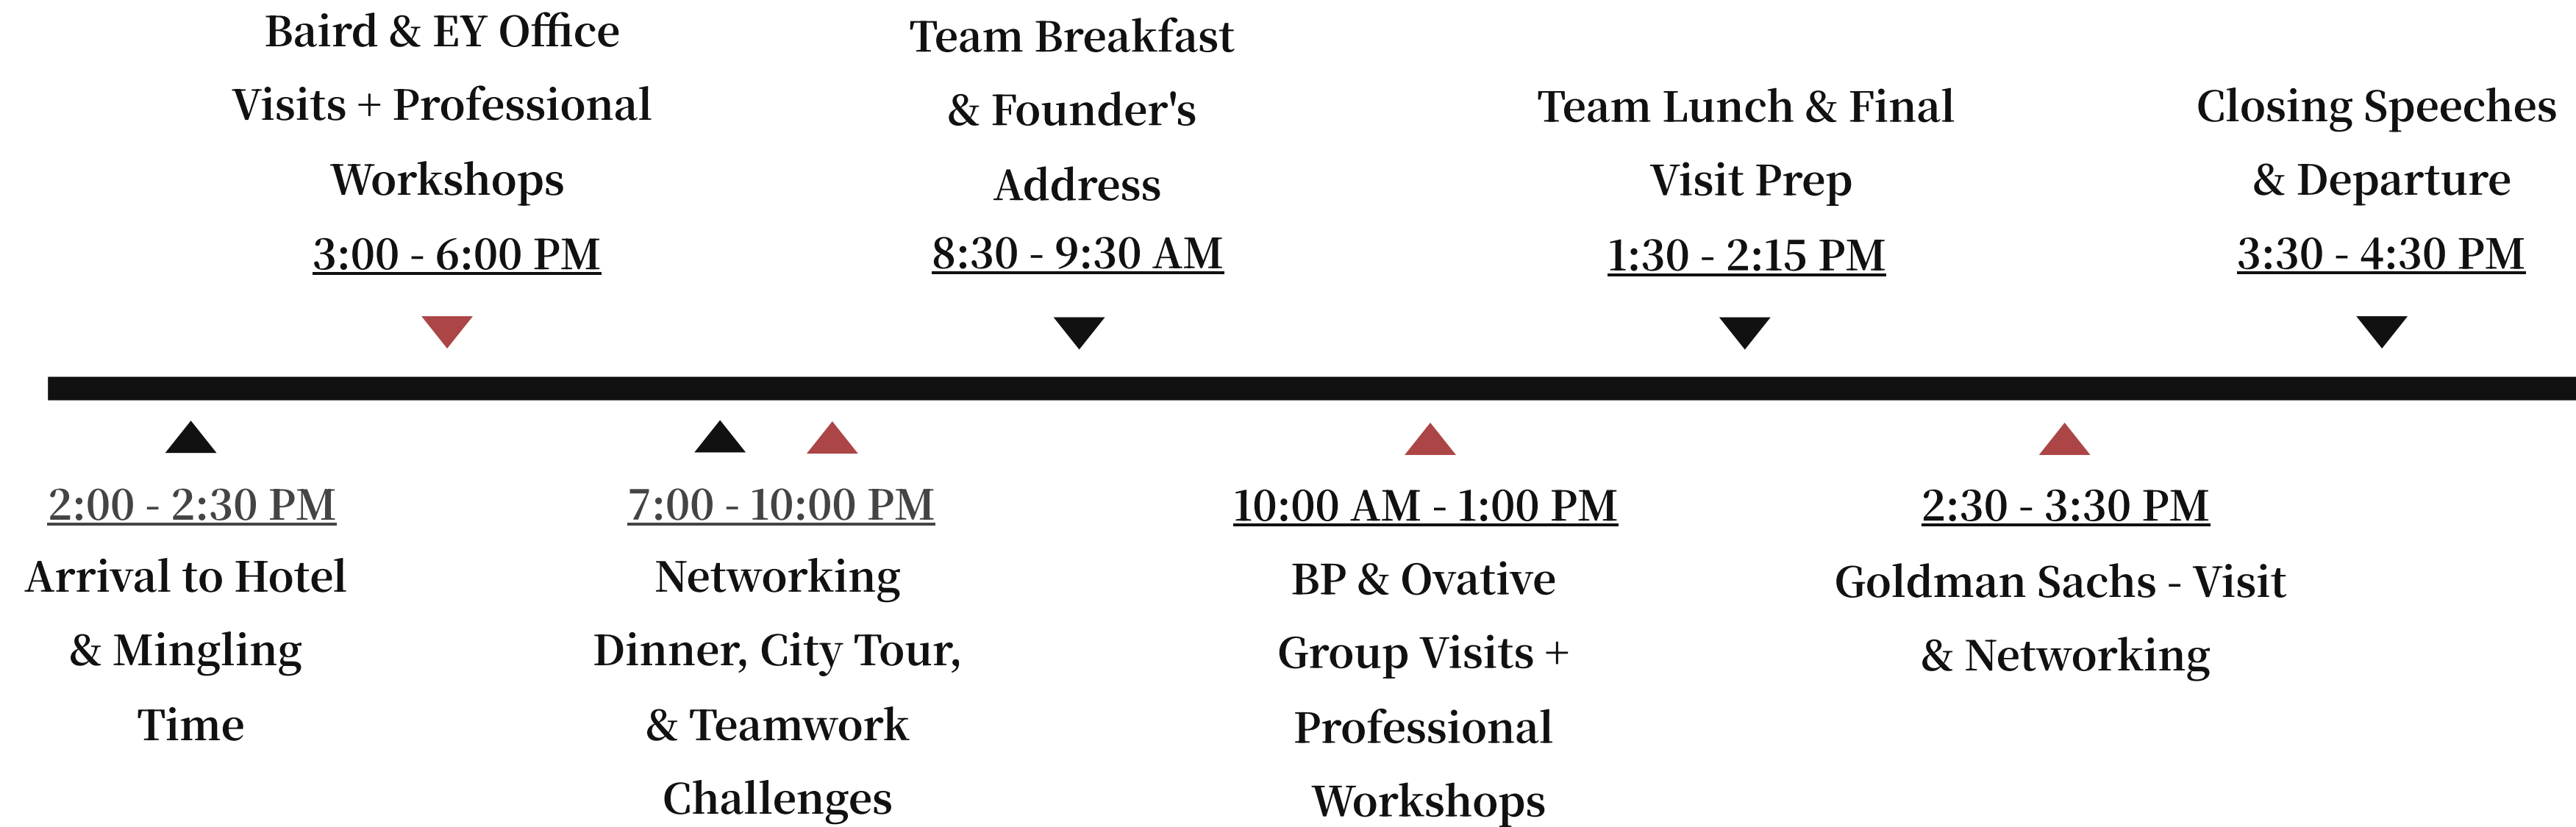 Baird & EY Office
Visits + Professional
Workshops
3:00 - 6:00 PM
Team Breakfast
& Founder's
Address
8:30 - 9:30 AM
Team Lunch & Final
Visit Prep
1:30 - 2:15 PM
Closing Speeches
& Departure
3:30 - 4:30 PM
2:00 - 2:30 PM
Arrival to Hotel
& Mingling
Time
7:00 - 10:00 PM
Networking
Dinner, City Tour,
& Teamwork
Challenges
10:00 AM - 1:00 PM
BP & Ovative
Group Visits +
Professional
Workshops
2:30 - 3:30 PM
Goldman Sachs - Visit
& Networking